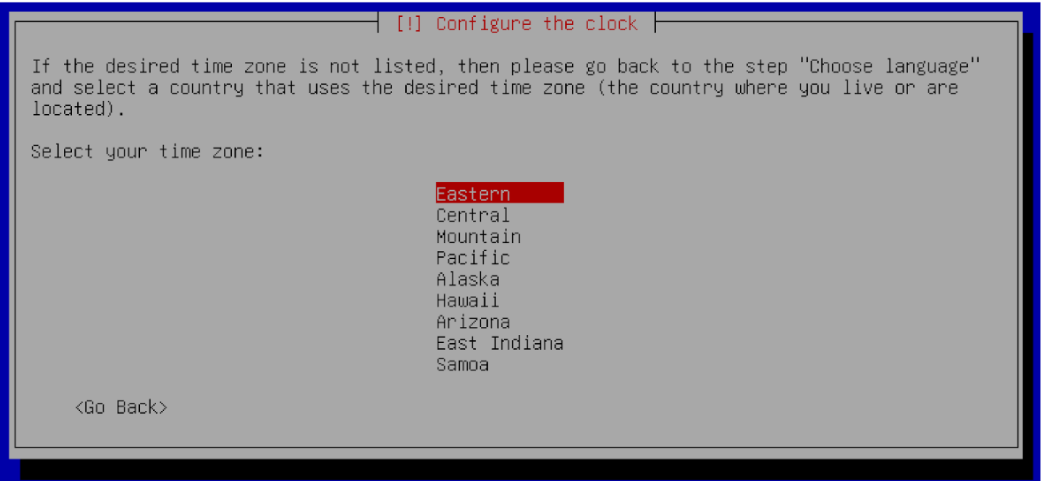 [!] Configure the clock
If the desired time zone is not listed, then please go back to the step "Choose language"
and select a country that uses the desired time zone (the country where you live or are
located).
Select your time zone:
Eastern
Central
Mountain
Pacific
Alaska
Hawaii
Arizona
East Indiana
Samoa
<Go Back>